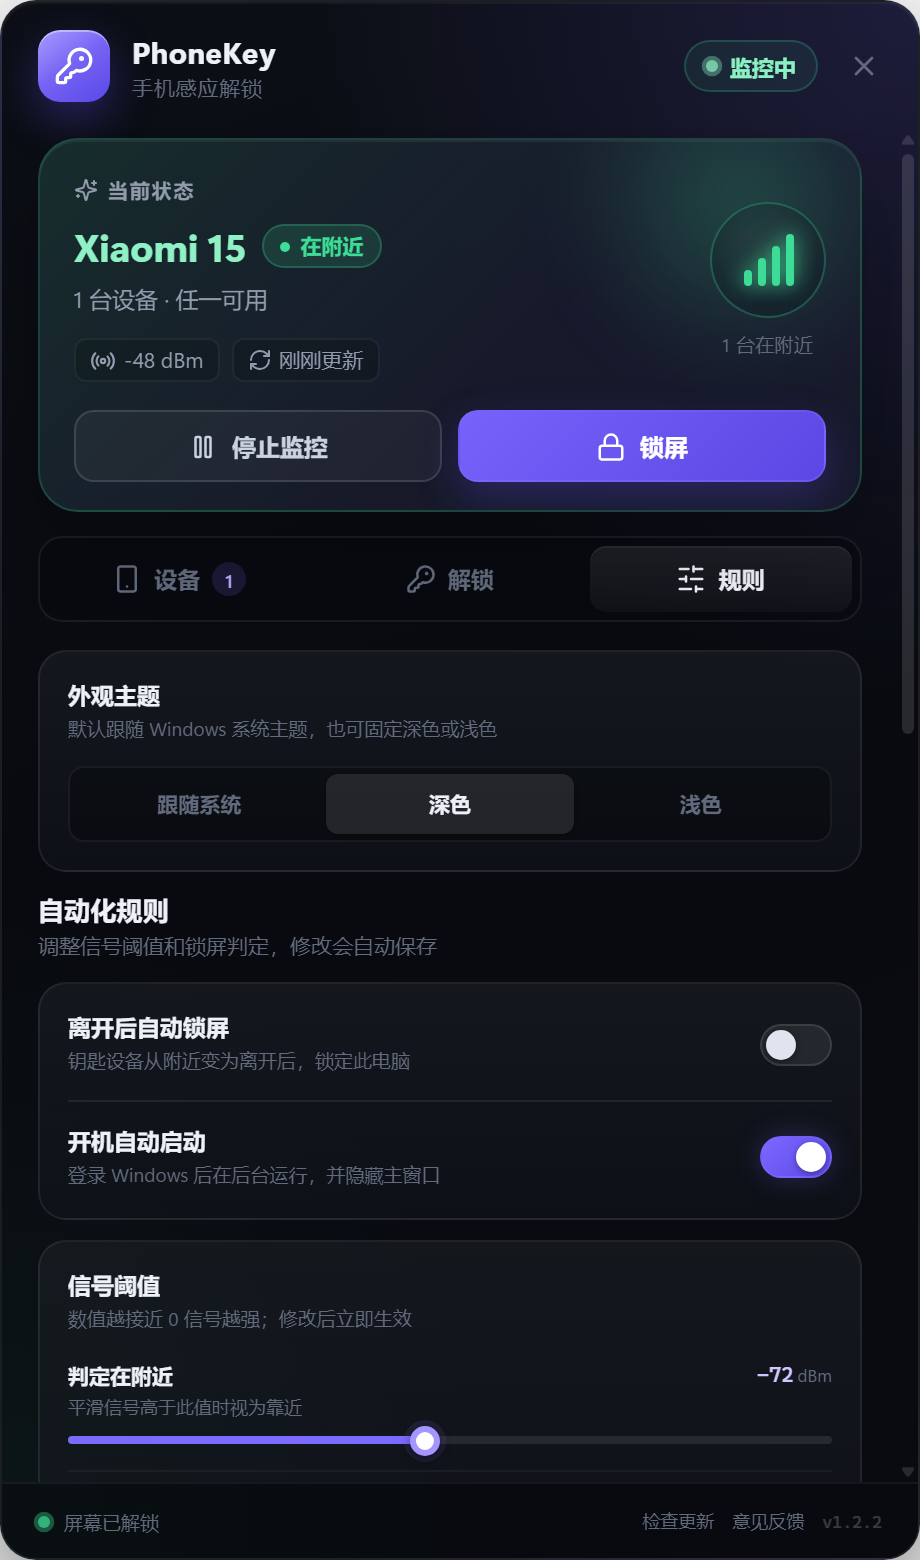 PhoneKey
手机感应解锁
监控中
当前状态
Xiaomi 15
在附近
1 台设备 · 任一可用
-48 dBm
刚刚更新
1 台在附近
停止监控
锁屏
设备 1
解锁
规则
外观主题
默认跟随 Windows 系统主题，也可固定深色或浅色
跟随系统
深色
浅色
自动化规则
调整信号阈值和锁屏判定，修改会自动保存
离开后自动锁屏
钥匙设备从附近变为离开后，锁定此电脑
开机自动启动
登录 Windows 后在后台运行，并隐藏主窗口
信号阈值
数值越接近 0 信号越强；修改后立即生效
判定在附近
−72 dBm
平滑信号高于此值时视为靠近
屏幕已解锁
检查更新
意见反馈
v1.2.2